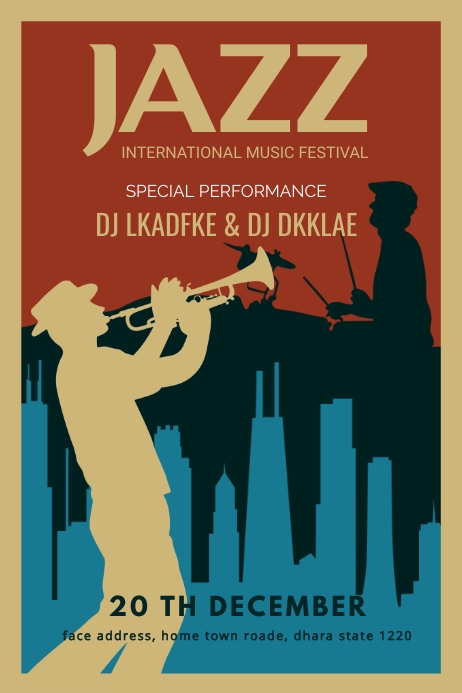 JAZZ
INTERNATIONAL MUSIC FESTIVAL
SPECIAL PERFORMANCE
DJ LKADFKE & DJ DKKLAE
20 TH DECEMBER
face address, home town roade, dhara state 1220